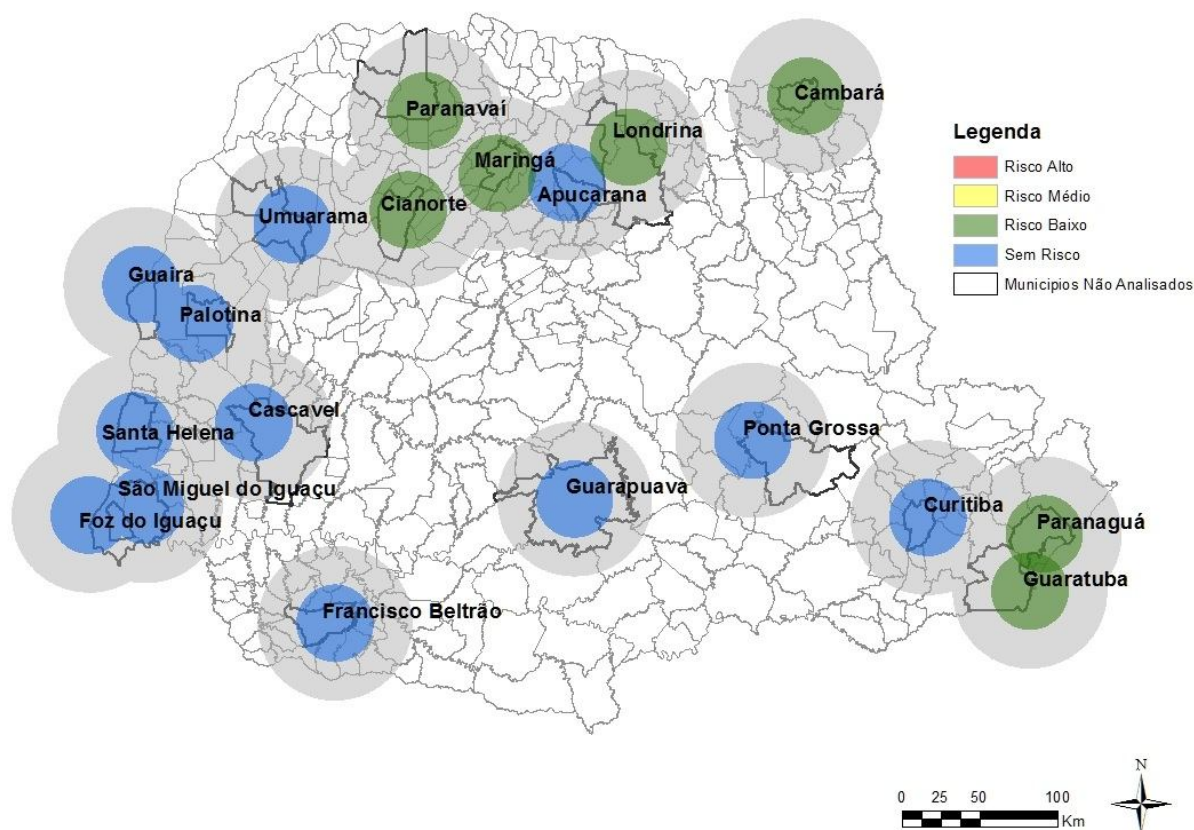 Cambará
Paranavaí
Londrina
Maringá
Apucarana
Cianorte
Umuarama
Guaira
Palotina
Cascavel
Santa Helena
São Miguel do Iguaçu
Foz do Iguaçu
Ponta Grossa
Guarapuava
Curitiba
Paranaguá
Guaratuba
Francisco Beltrão
Legenda
Risco Alto
Risco Médio
Risco Baixo
Sem Risco
Municipios Não Analisados
N
0 25 50 100
Km